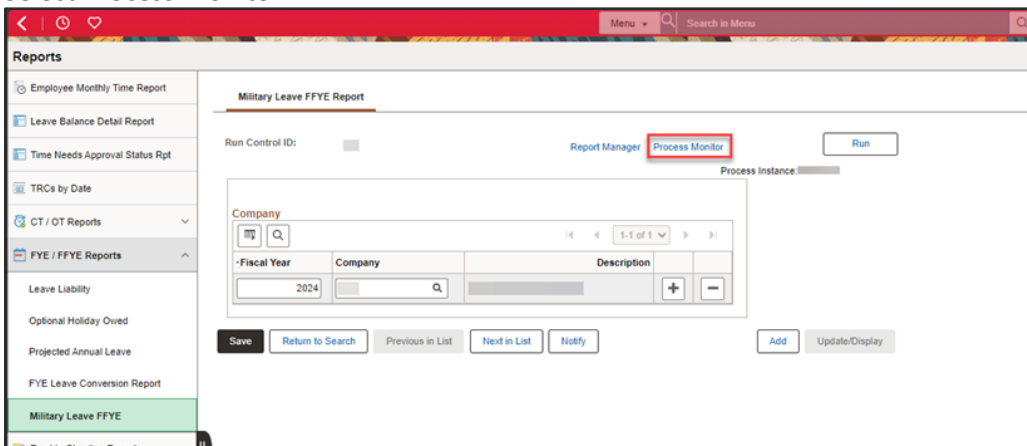 Menu
Search in Menu
Reports
Employee Monthly Time Report
Leave Balance Detail Report
Time Needs Approval Status Rpt
TRCs by Date
CT / OT Reports
FYE / FFYE Reports
Leave Liability
Optional Holiday Owed
Projected Annual Leave
FYE Leave Conversion Report
Military Leave FFYE
Military Leave FFYE Report
Run Control ID:
Report Manager Process Monitor Run
Process Instance:
Company
1-1 of 1
*Fiscal Year Company Description
2024
Save Return to Search Previous in List Next in List Notify Add Update/Display